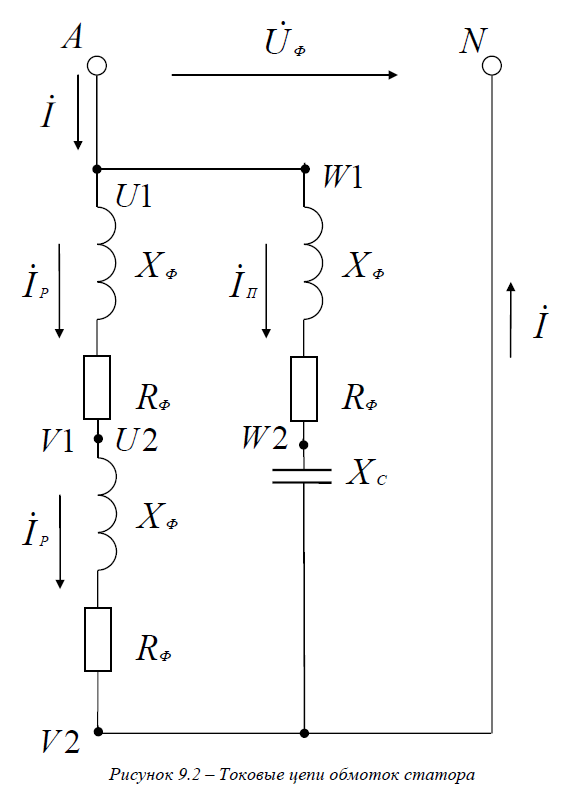 A U̇Ф N
İ
U1 W1
XФ XФ
İР İП
İ
RФ RФ
V1 U2 W2
XС
XФ
İР
RФ
V2
Рисунок 9.2 – Токовые цепи обмоток статора